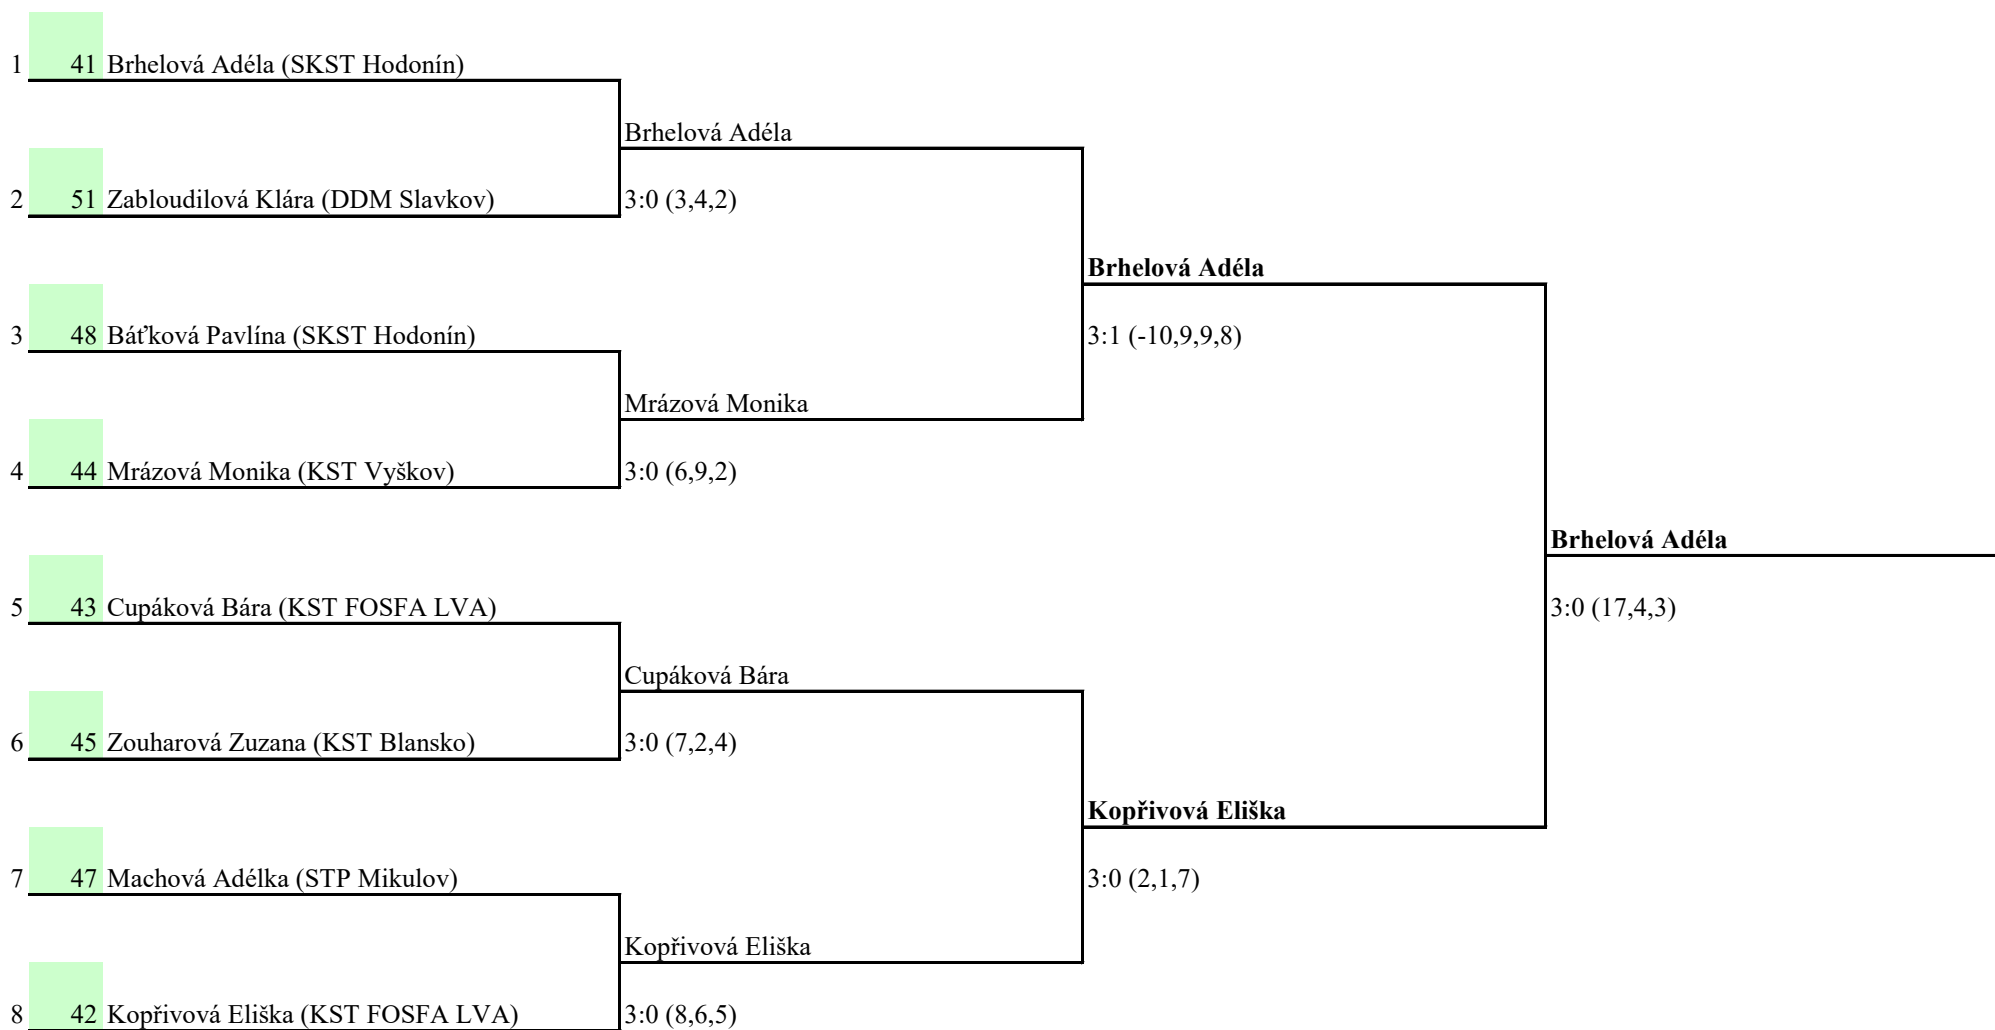 1 41 Brhelová Adéla (SKST Hodonín)
Brhelová Adéla
2 51 Zabloudilová Klára (DDM Slavkov) 3:0 (3,4,2)
Brhelová Adéla
3 48 Báťková Pavlína (SKST Hodonín) 3:1 (-10,9,9,8)
Mrázová Monika
4 44 Mrázová Monika (KST Vyškov) 3:0 (6,9,2)
Brhelová Adéla
5 43 Cupáková Bára (KST FOSFA LVA) 3:0 (17,4,3)
Cupáková Bára
6 45 Zouharová Zuzana (KST Blansko) 3:0 (7,2,4)
Kopřivová Eliška
7 47 Machová Adélka (STP Mikulov) 3:0 (2,1,7)
Kopřivová Eliška
8 42 Kopřivová Eliška (KST FOSFA LVA) 3:0 (8,6,5)